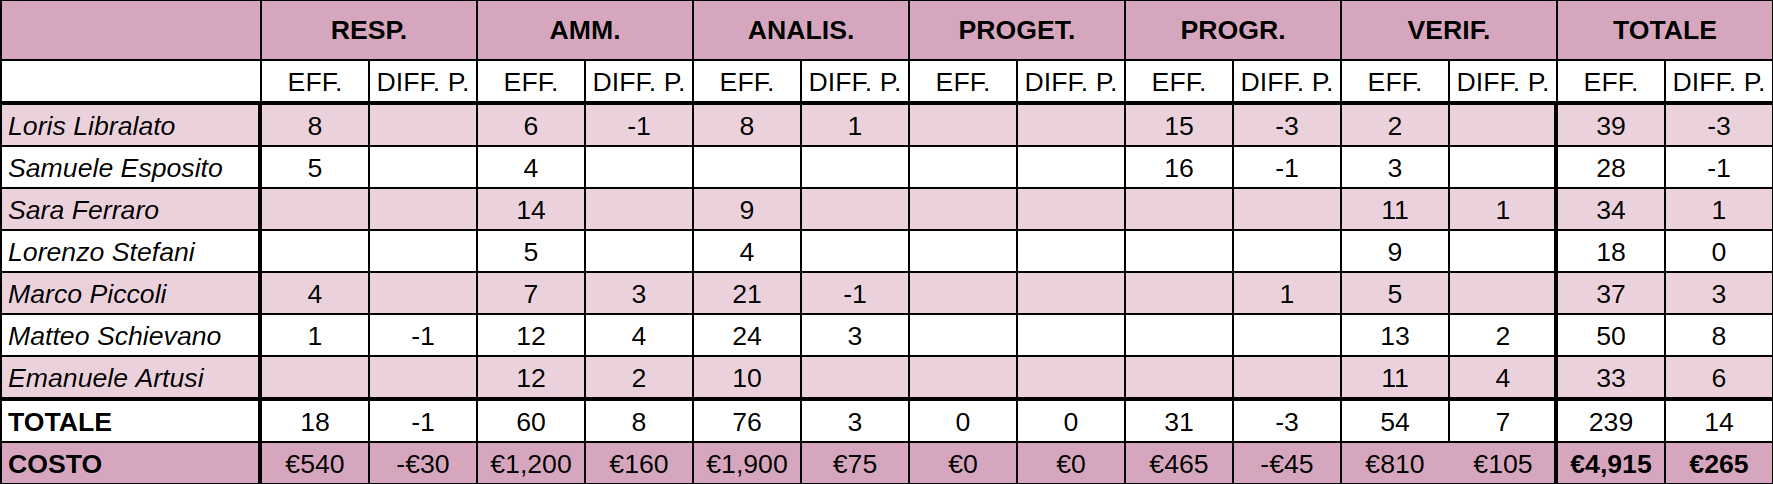 RESP. AMM. ANALIS. PROGET. PROGR. VERIF. TOTALE
EFF. DIFF. P. EFF. DIFF. P. EFF. DIFF. P. EFF. DIFF. P. EFF. DIFF. P. EFF. DIFF. P. EFF. DIFF. P.
Loris Libralato 8 6 -1 8 1 15 -3 2 39 -3
Samuele Esposito 5 4 16 -1 3 28 -1
Sara Ferraro 14 9 11 1 34 1
Lorenzo Stefani 5 4 9 18 0
Marco Piccoli 4 7 3 21 -1 1 5 37 3
Matteo Schievano 1 -1 12 4 24 3 13 2 50 8
Emanuele Artusi 12 2 10 11 4 33 6
TOTALE 18 -1 60 8 76 3 0 0 31 -3 54 7 239 14
COSTO €540 -€30 €1,200 €160 €1,900 €75 €0 €0 €465 -€45 €810 €105 €4,915 €265